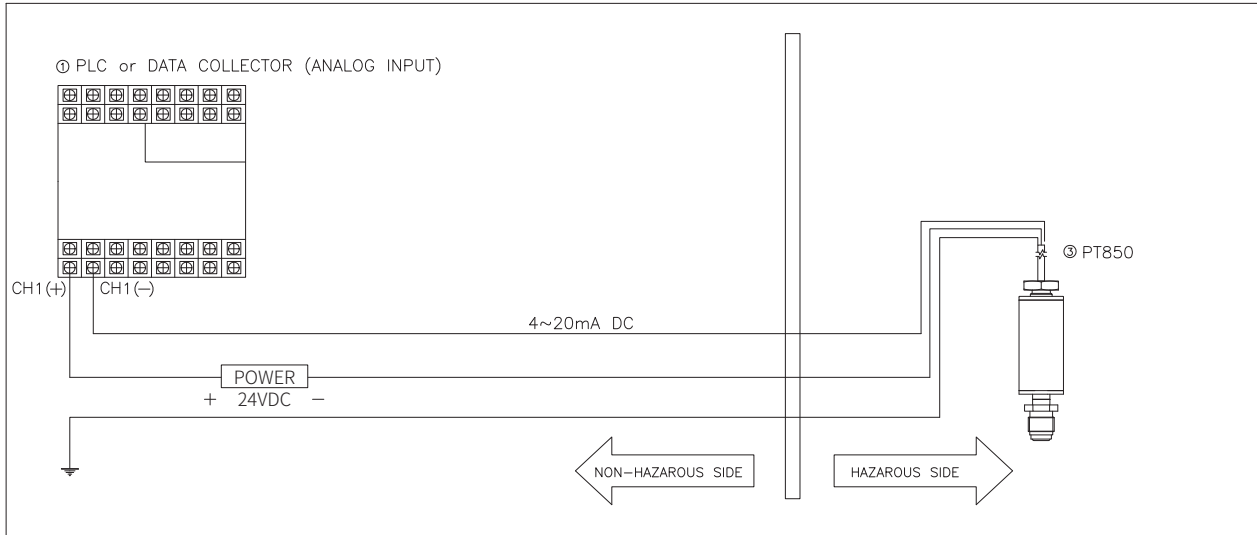 ① PLC or DATA COLLECTOR (ANALOG INPUT)
③ PT850
CH1(+) CH1(−)
4~20mA DC
POWER
+ 24VDC −
NON−HAZAROUS SIDE
HAZAROUS SIDE